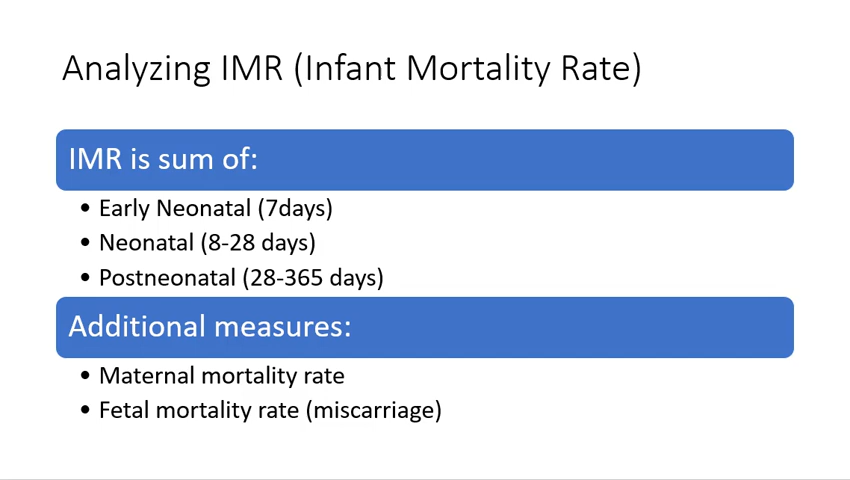 Analyzing IMR (Infant Mortality Rate)
IMR is sum of:
• Early Neonatal (7days)
• Neonatal (8-28 days)
• Postneonatal (28-365 days)
Additional measures:
• Maternal mortality rate
• Fetal mortality rate (miscarriage)